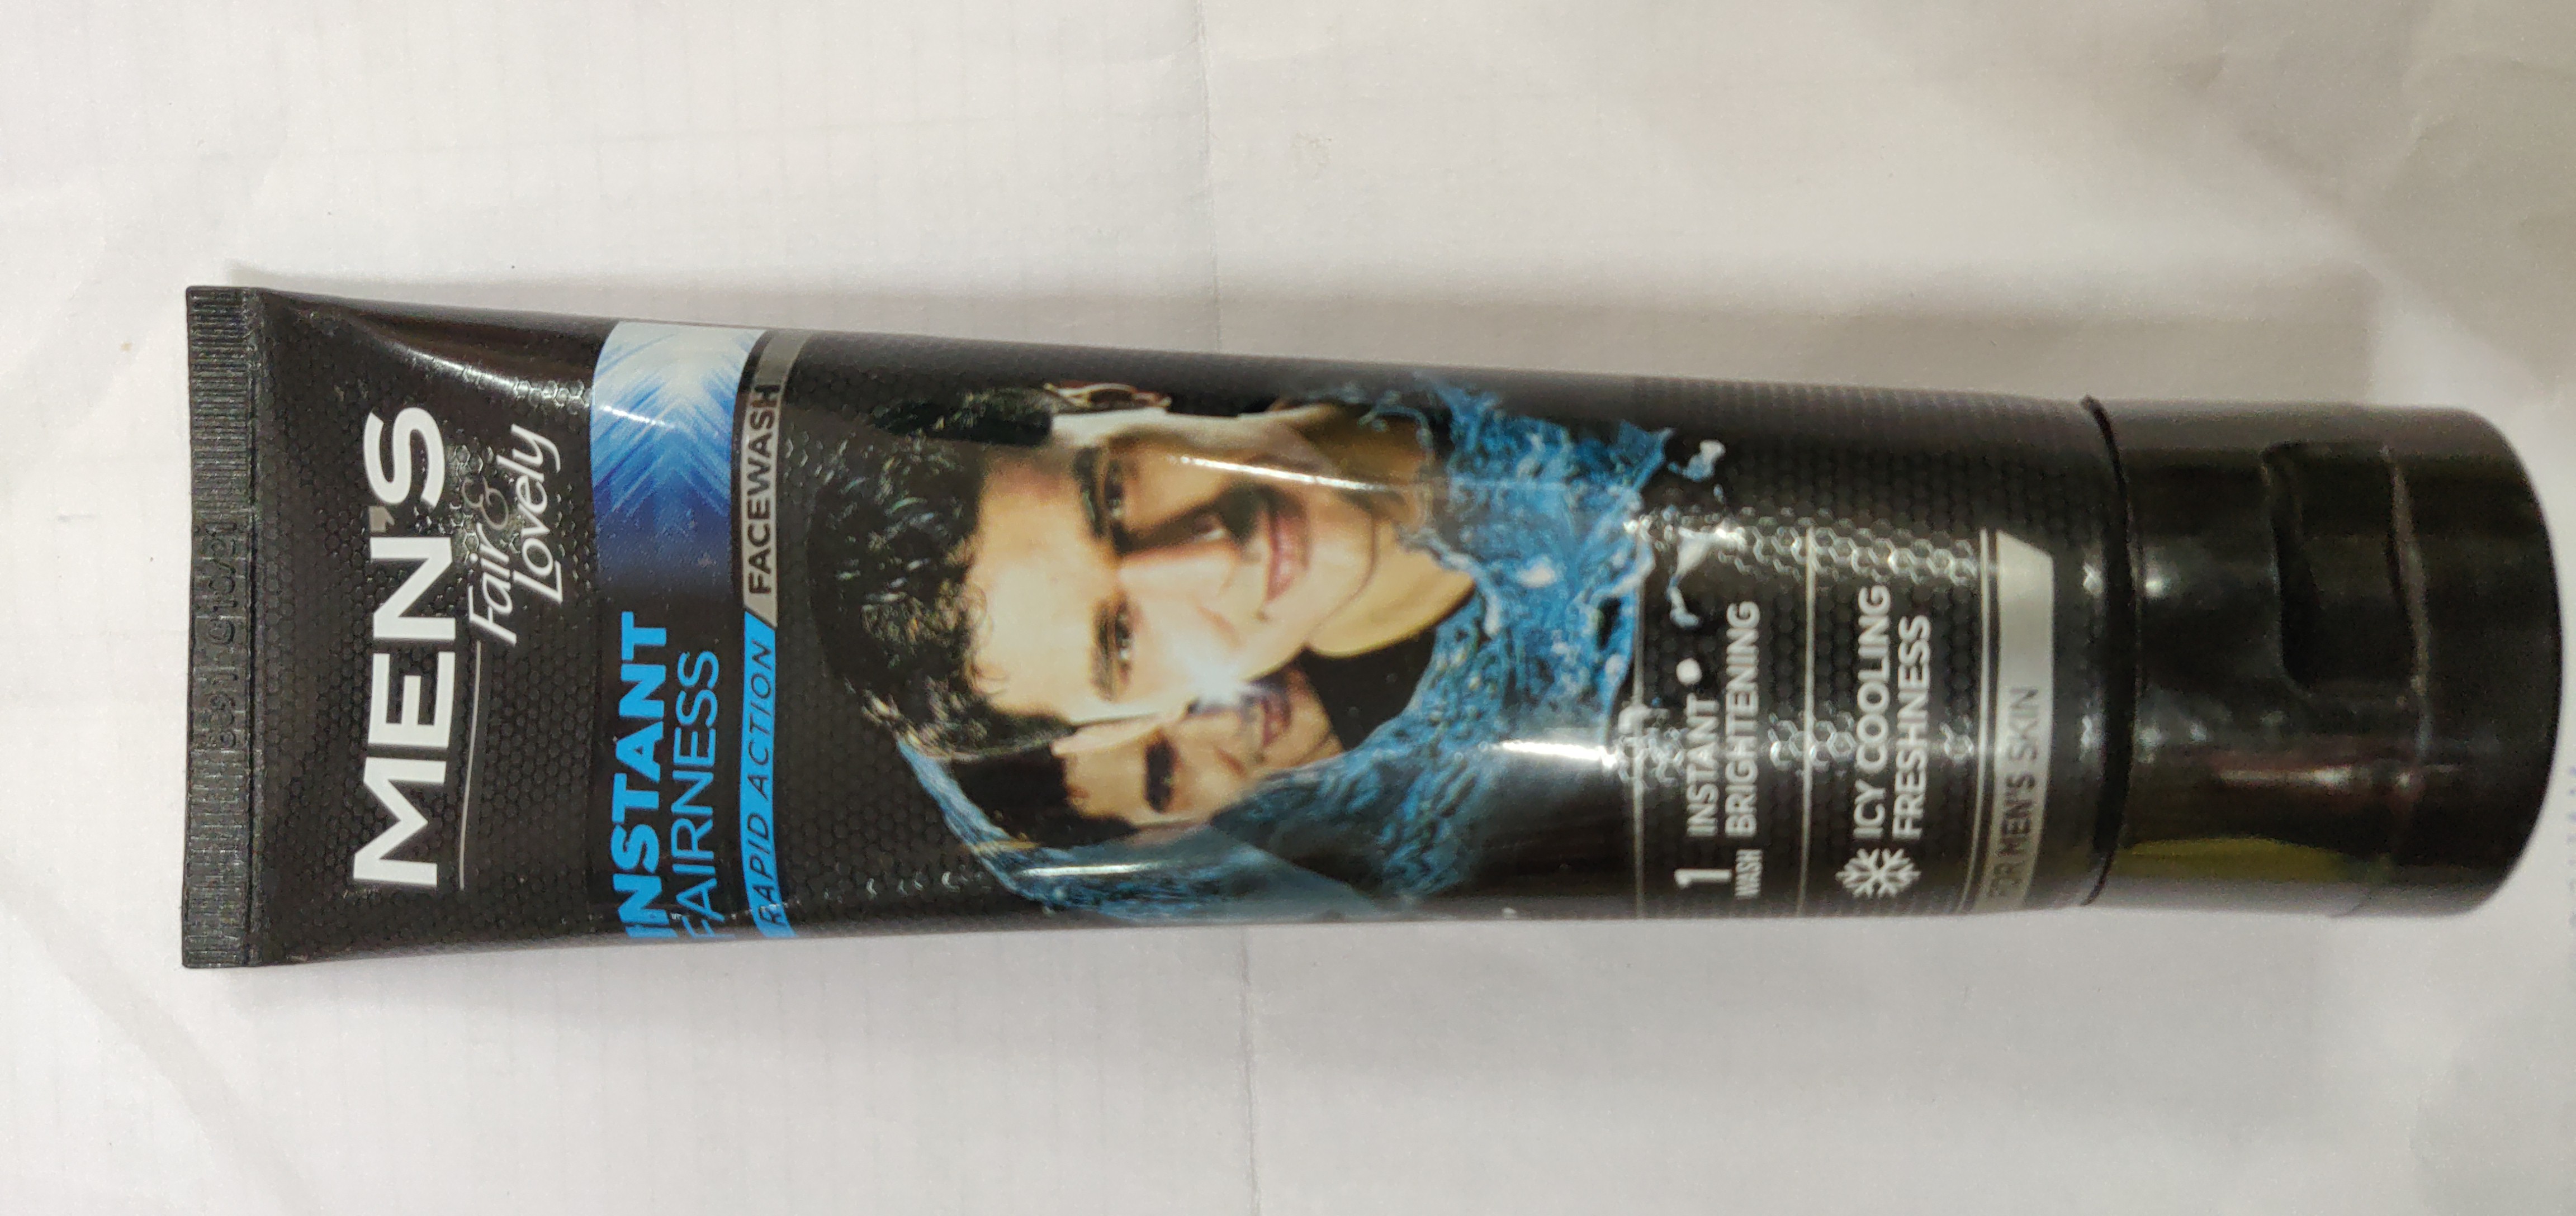 MEN'S
Fair &
Lovely
INSTANT
FAIRNESS
RAPID ACTION FACEWASH
1 INSTANT
WASH BRIGHTENING
ICY COOLING
FRESHNESS
FOR MEN'S SKIN